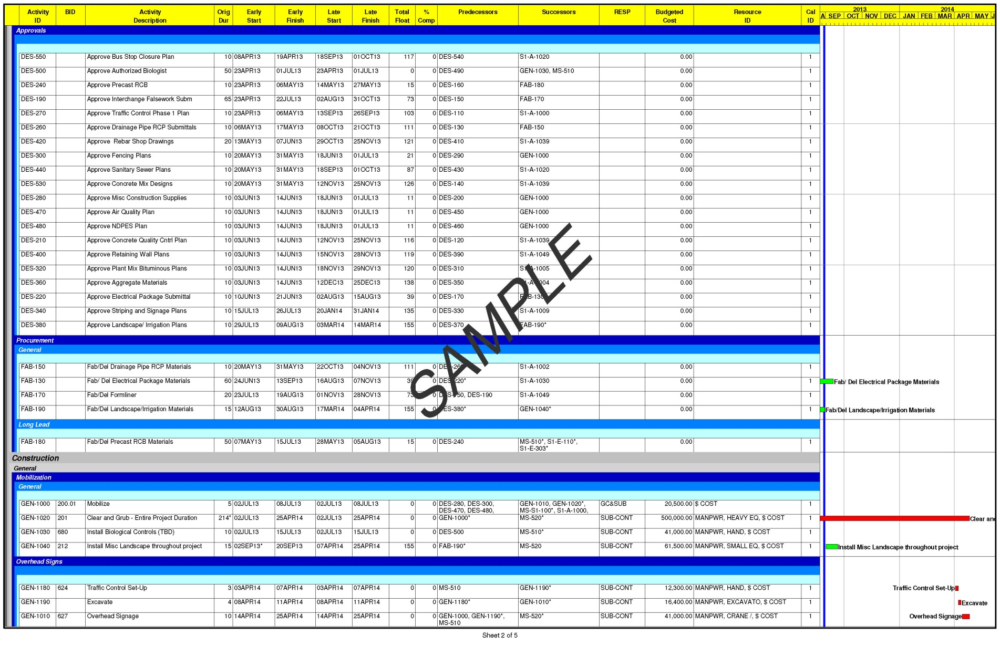 Activity ID BID Activity Description Orig Dur Early Start Early Finish Late Start Late Finish Total Float % Comp Predecessors Successors RESP Budgeted Cost Resource ID Cal ID
2013 2014
A SEP OCT NOV DEC JAN FEB MAR APR MAY J
Approvals
DES-550 Approve Bus Stop Closure Plan 10 08APR13 19APR13 18SEP13 01OCT13 117 0 DES-540 S1-A-1020 0.00 1
DES-500 Approve Authorized Biologist 50 23APR13 01JUL13 23APR13 01JUL13 0 0 DES-490 GEN-1030, MS-510 0.00 1
DES-240 Approve Precast RCB 10 23APR13 06MAY13 14MAY13 27MAY13 15 0 DES-160 FAB-180 0.00 1
DES-190 Approve Interchange Falsework Subm 65 23APR13 22JUL13 02AUG13 31OCT13 73 0 DES-150 FAB-170 0.00 1
DES-270 Approve Traffic Control Phase 1 Plan 10 23APR13 06MAY13 13SEP13 26SEP13 103 0 DES-110 S1-A-1000 0.00 1
DES-260 Approve Drainage Pipe RCP Submittals 10 06MAY13 17MAY13 08OCT13 21OCT13 111 0 DES-130 FAB-150 0.00 1
DES-420 Approve Rebar Shop Drawings 20 13MAY13 07JUN13 29OCT13 25NOV13 121 0 DES-410 S1-A-1039 0.00 1
DES-300 Approve Fencing Plans 10 20MAY13 31MAY13 18JUN13 01JUL13 21 0 DES-290 GEN-1000 0.00 1
DES-440 Approve Sanitary Sewer Plans 10 20MAY13 31MAY13 18SEP13 01OCT13 87 0 DES-430 S1-A-1020 0.00 1
DES-530 Approve Concrete Mix Designs 10 20MAY13 31MAY13 12NOV13 25NOV13 126 0 DES-140 S1-A-1039 0.00 1
DES-280 Approve Misc Construction Supplies 10 03JUN13 14JUN13 18JUN13 01JUL13 11 0 DES-200 GEN-1000 0.00 1
DES-470 Approve Air Quality Plan 10 03JUN13 14JUN13 18JUN13 01JUL13 11 0 DES-450 GEN-1000 0.00 1
DES-480 Approve NDPES Plan 10 03JUN13 14JUN13 18JUN13 01JUL13 11 0 DES-460 GEN-1000 0.00 1
DES-210 Approve Concrete Quality Cntrl Plan 10 03JUN13 14JUN13 12NOV13 25NOV13 116 0 DES-120 S1-A-1039 0.00 1
DES-400 Approve Retaining Wall Plans 10 03JUN13 14JUN13 15NOV13 28NOV13 119 0 DES-390 S1-A-1049 0.00 1
DES-320 Approve Plant Mix Bituminous Plans 10 03JUN13 14JUN13 18NOV13 29NOV13 120 0 DES-310 S1-A-1005 0.00 1
DES-360 Approve Aggregate Materials 10 03JUN13 14JUN13 12DEC13 25DEC13 138 0 DES-350 0.00 1
DES-220 Approve Electrical Package Submittal 10 10JUN13 21JUN13 02AUG13 15AUG13 39 0 DES-170 FAB-130 0.00 1
DES-340 Approve Striping and Signage Plans 10 15JUL13 26JUL13 20JAN14 31JAN14 135 0 DES-330 S1-A-1009 0.00 1
DES-380 Approve Landscape/ Irrigation Plans 10 29JUL13 09AUG13 03MAR14 14MAR14 155 0 DES-370 FAB-190* 0.00 1
SAMPLE
Procurement
General
FAB-150 Fab/Del Drainage Pipe RCP Materials 10 20MAY13 31MAY13 22OCT13 04NOV13 111 0 DES-260 S1-A-1002 0.00 1
FAB-130 Fab/ Del Electrical Package Materials 60 24JUN13 13SEP13 16AUG13 07NOV13 39 0 DES-220* S1-A-1030 0.00 1 Fab/ Del Electrical Package Materials
FAB-170 Fab/Del Formliner 20 23JUL13 19AUG13 01NOV13 28NOV13 73 0 DES-190 S1-A-1049 0.00 1
FAB-190 Fab/Del Landscape/Irrigation Materials 15 12AUG13 30AUG13 17MAR14 04APR14 155 0 DES-380* GEN-1040* 0.00 1 Fab/Del Landscape/Irrigation Materials
Long Lead
FAB-180 Fab/Del Precast RCB Materials 50 07MAY13 15JUL13 28MAY13 05AUG13 15 0 DES-240 MS-510*, S1-E-110*, 0.00 1
S1-E-303*
Construction
General
Mobilization
General
GEN-1000 200.01 Mobilize 5 02JUL13 08JUL13 02JUL13 08JUL13 0 0 DES-280, DES-300, GEN-1010, GEN-1020*, GC&SUB 20,500.00 $ COST 1
DES-470, DES-480, MS-S1-100*, S1-A-1000,
GEN-1020 201 Clear and Grub - Entire Project Duration 214* 02JUL13 25APR14 02JUL13 25APR14 0 0 GEN-1000* MS-520* SUB-CONT 500,000.00 MANPWR, HEAVY EQ, $ COST 1 Clear and
GEN-1030 680 Install Biological Controls (TBD) 10 02JUL13 15JUL13 02JUL13 15JUL13 0 0 DES-500 MS-510* SUB-CONT 41,000.00 MANPWR, HAND, $ COST 1
GEN-1040 212 Install Misc Landscape throughout project 15 02SEP13* 20SEP13 07APR14 25APR14 155 0 FAB-190* MS-520 SUB-CONT 61,500.00 MANPWR, SMALL EQ, $ COST 1 Install Misc Landscape throughout project
Overhead Signs
GEN-1180 624 Traffic Control Set-Up 3 03APR14 07APR14 03APR14 07APR14 0 0 MS-510 GEN-1190* SUB-CONT 12,300.00 MANPWR, HAND, $ COST 1 Traffic Control Set-Up
GEN-1190 Excavate 4 08APR14 11APR14 08APR14 11APR14 0 0 GEN-1180* GEN-1010* SUB-CONT 16,400.00 MANPWR, EXCAVATO, $ COST 1 Excavate
GEN-1010 627 Overhead Signage 10 14APR14 25APR14 14APR14 25APR14 0 0 GEN-1000, GEN-1190*, MS-520* SUB-CONT 41,000.00 MANPWR, CRANE /, $ COST 1 Overhead Signage
MS-510
Sheet 2 of 5